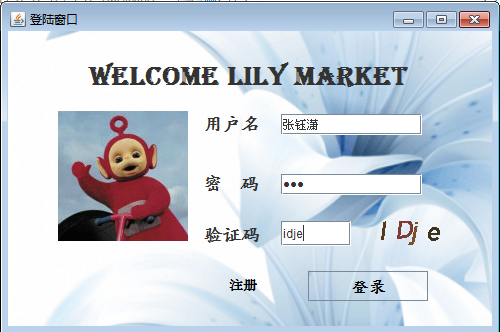 登陆窗口
WELCOME LILY MARKET
用户名 张钰潇
密 码 •••
验证码 idje I Dj e
注册 登录